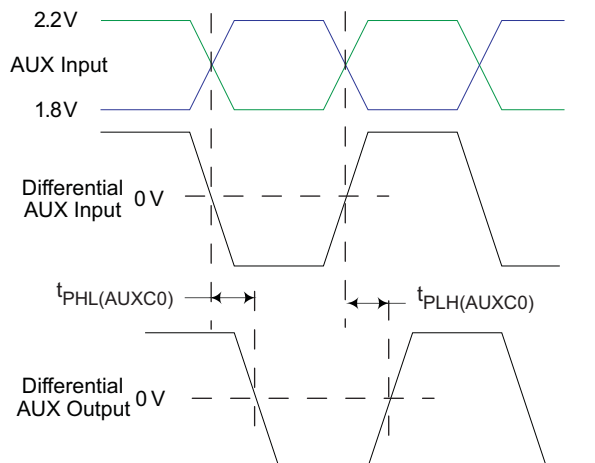 2.2V
AUX Input
1.8V
Differential
AUX Input
0 V
tPHL(AUXC0)
tPLH(AUXC0)
Differential
AUX Output
0 V